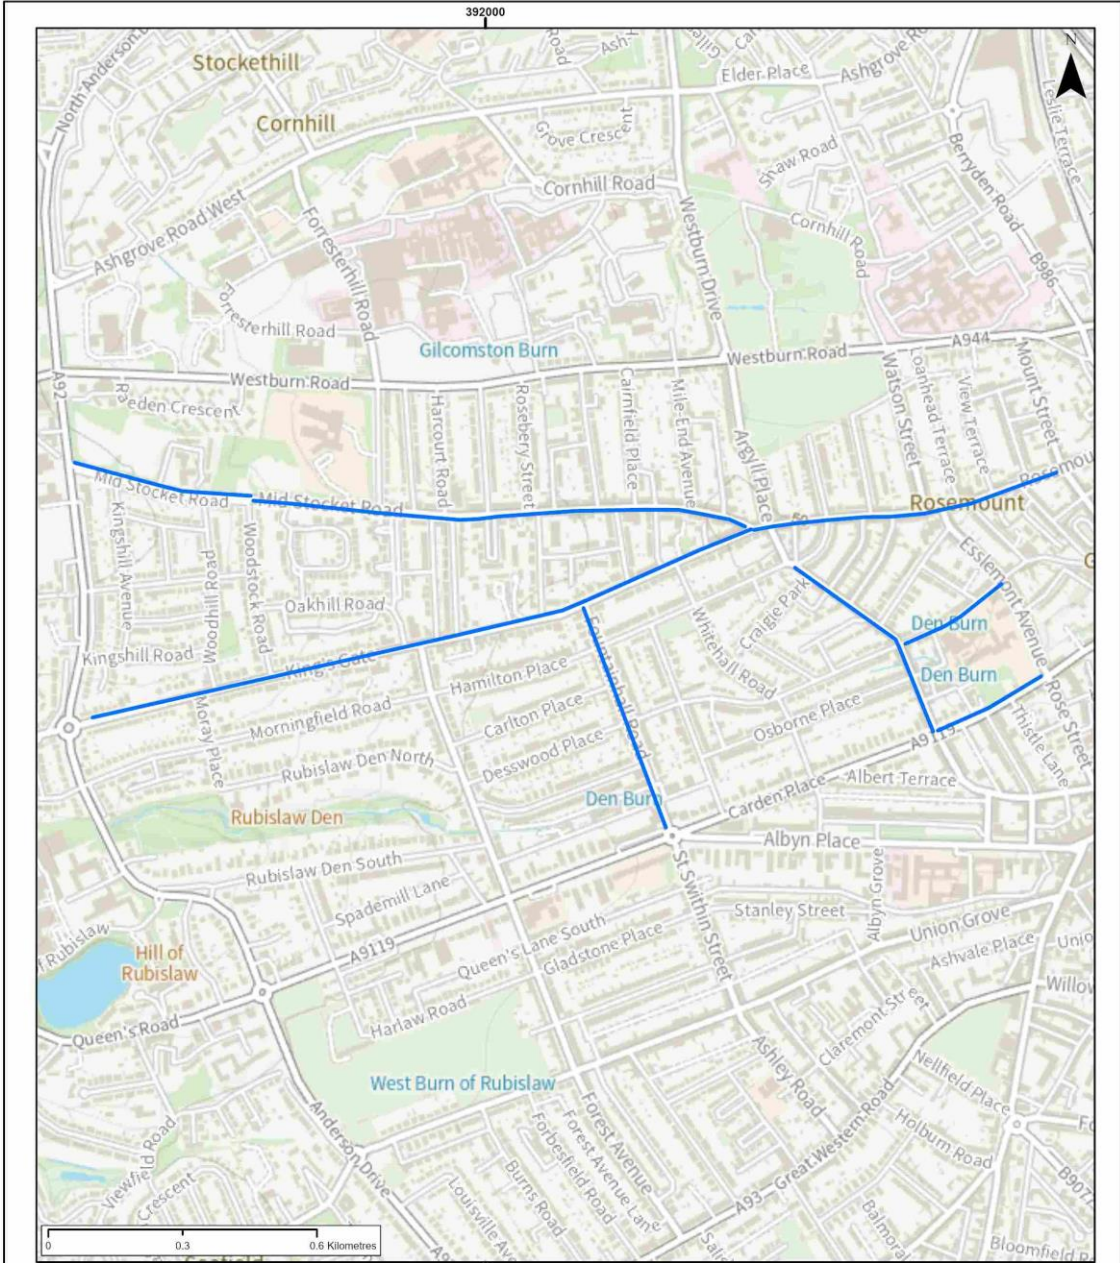 392000
N
North Anderson D
Stockethill
Cornhill
Road
Elder Place
Ashgrove Ro
Leslie Terrace
Grove Crescent
Cornhill Road
Shaw Road
Berryden Road
B986
Ashgrove Road West
Forresterhill Road
Westburn Drive
Cornhill Road
Forresterhill Road
Gilcomston Burn
A944
Westburn Road
Westburn Road
A92
Raeden Crescent
Harcourt Road
Rosebery Street
Cairnfield Place
Mile-End Avenue
Argyll Place
Watson Street
Loanhead Terrace
View Terrace
Mount Street
Mid Stocket Road
Mid Stocket Road
Rosemou
Rosemount
Kingshill Avenue
Woodhill Road
Woodstock Road
Oakhill Road
Esslemont Avenue
Craigie Park
Den Burn
Kingshill Road
King's Gate
Fountainhall Road
Whitehall Road
Hamilton Place
Den Burn
Morningfield Road
Moray Place
Carlton Place
Osborne Place
Rose Street
Thistle Lane
Desswood Place
Rubislaw Den North
A9119
Albert Terrace
Den Burn
Carden Place
Rubislaw Den
Albyn Place
Rubislaw Den South
Spademill Lane
St Swithin Street
Albyn Grove
Stanley Street
Union Grove
Queen's Lane South
Gladstone Place
Ashvale Place
Unio
A9119
f Rubislaw
Hill of
Rubislaw
Willow
Harlaw Road
Claremont Street
Queen's Road
Ashley Road
Nellfield Place
West Burn of Rubislaw
Anderson Drive
Forest Avenue
Forest Avenue Lane
Forbesfield Road
Holburn Road
A93-Great Western Road
Viewfield Road
Crescent
Burns Road
Louisville Av
Balmora
B907
Bloomfield R
0
0.3
0.6 Kilometres